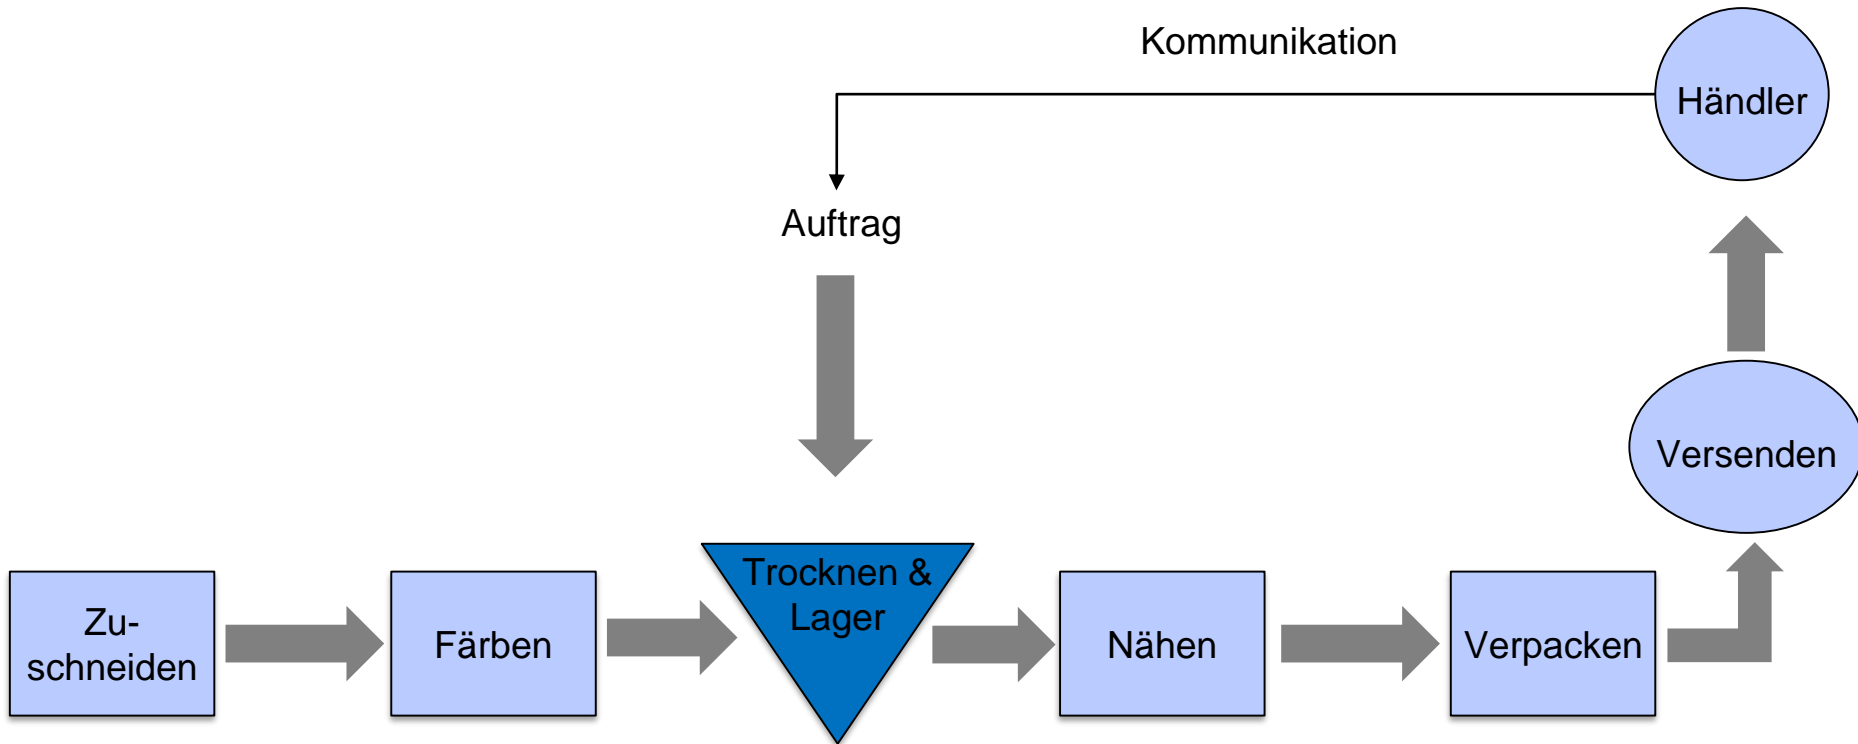 Kommunikation
Händler
Auftrag
Versenden
Trocknen &
Lager
Zu-
schneiden
Färben
Nähen
Verpacken